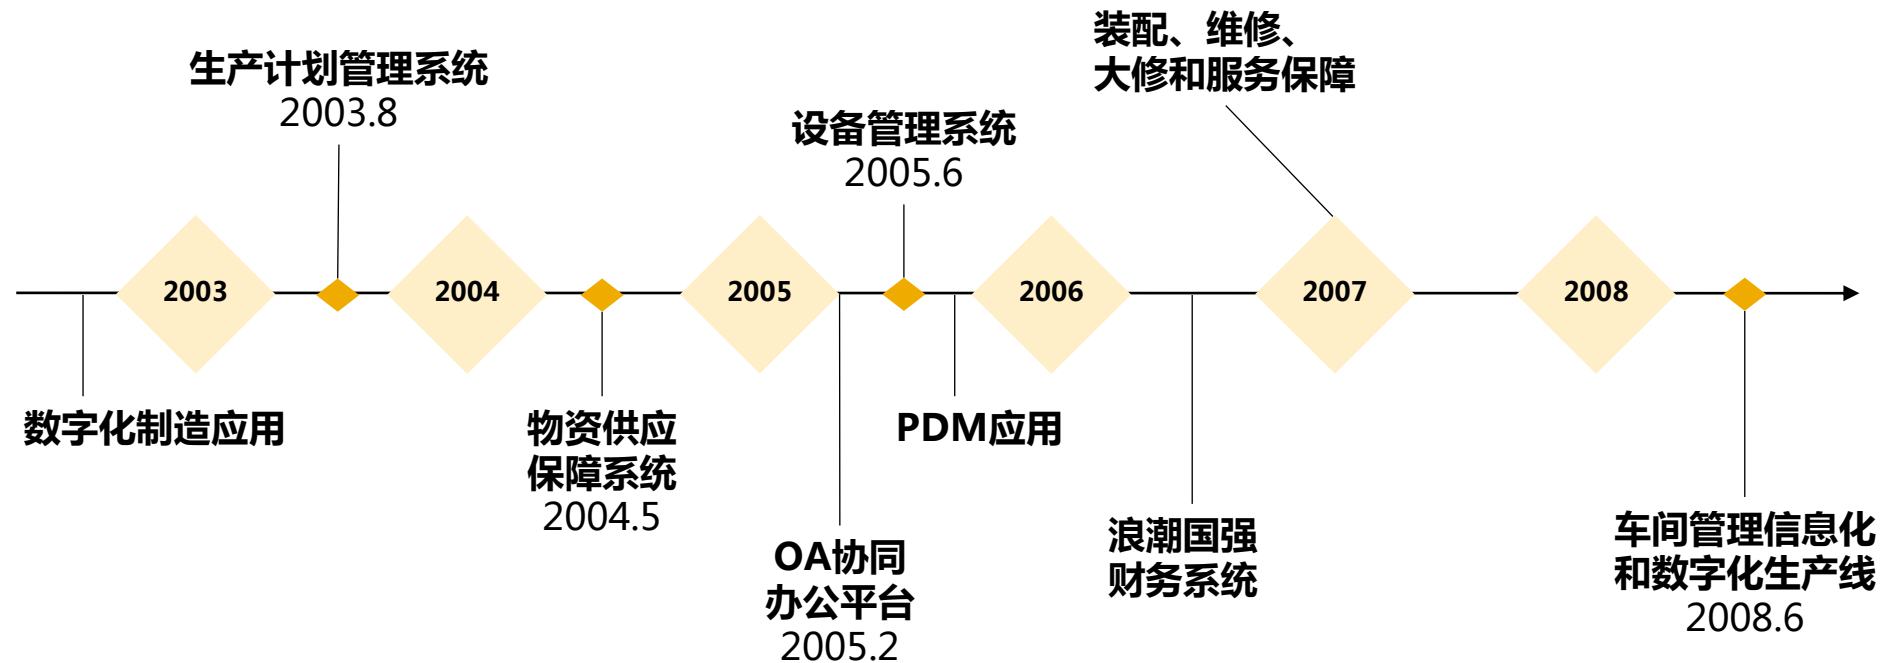 生产计划管理系统
2003.8
设备管理系统
2005.6
装配、维修、
大修和服务保障
2003
2004
2005
2006
2007
2008
数字化制造应用
物资供应
保障系统
2004.5
OA协同
办公平台
2005.2
PDM应用
浪潮国强
财务系统
车间管理信息化
和数字化生产线
2008.6